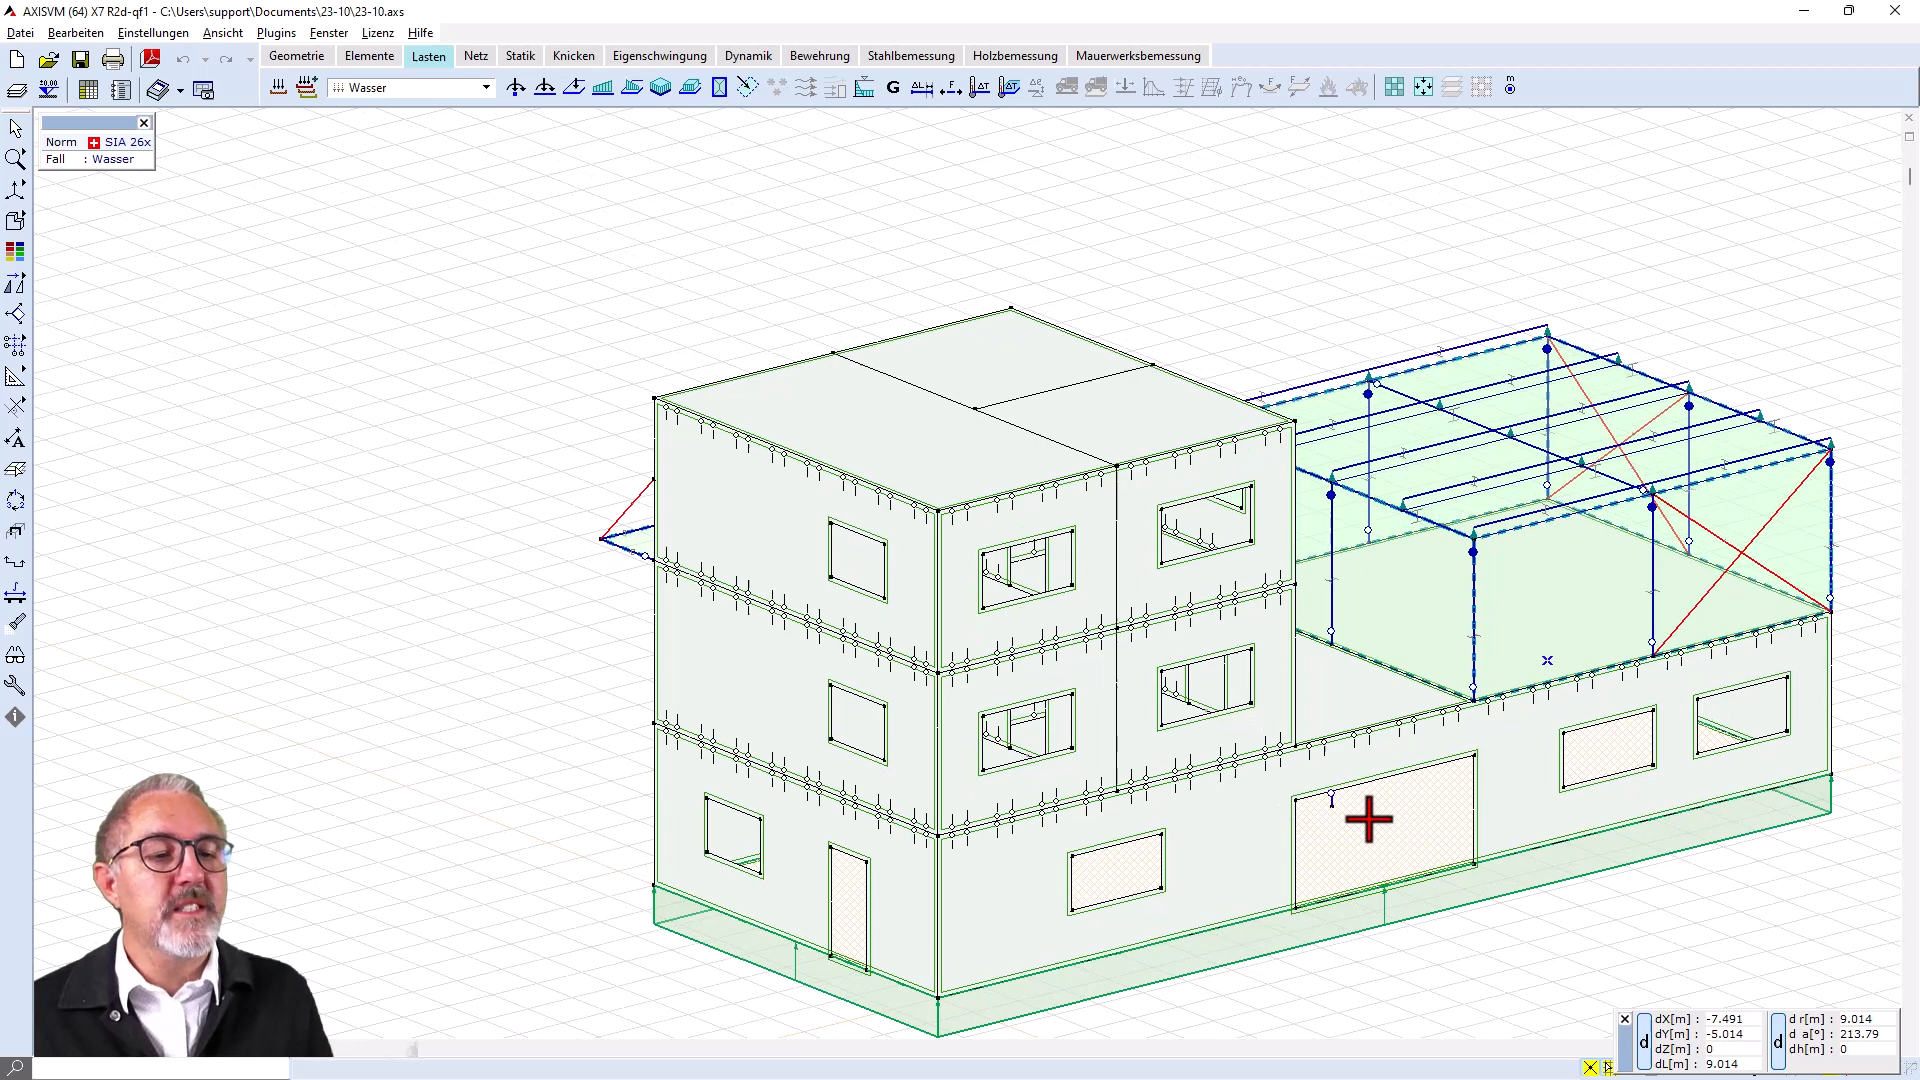 AXISVM (64) X7 R2d-qf1 - C:\Users\support\Documents\23-10\23-10.axs
Datei Bearbeiten Einstellungen Ansicht Plugins Fenster Lizenz Hilfe
Geometrie Elemente Lasten Netz Statik Knicken Eigenschwingung Dynamik Bewehrung Stahlbemessung Holzbemessung Mauerwerksbemessung
Wasser
G
Norm SIA 26x
Fall : Wasser
dX[m] : -7.491
dY[m] : -5.014
dZ[m] : 0
dL[m] : 9.014
d r[m] : 9.014
d a[°] : 213.79
dh[m] : 0